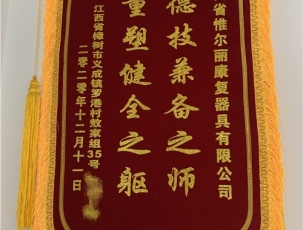 省惟尔丽康复器具有限公司
德技兼备之师
重塑健全之躯
江西省樟树市义成镇罗港村敖家组35号
二零二零年十二月十一日